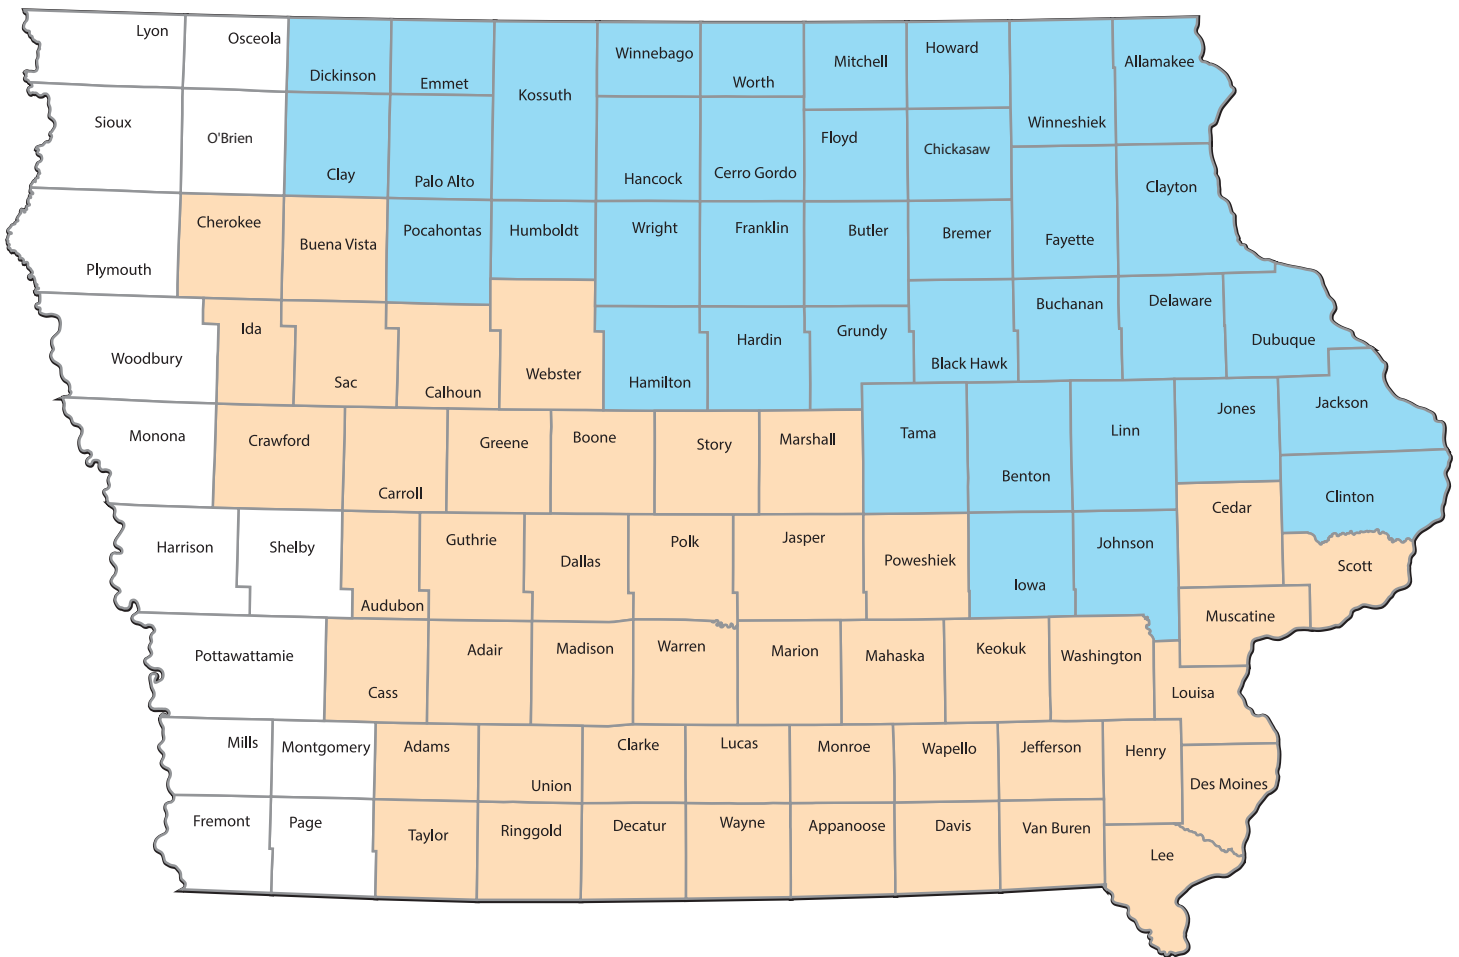 Lyon
Osceola
Dickinson
Emmet
Kossuth
Winnebago
Worth
Mitchell
Howard
Winneshiek
Allamakee
Sioux
O'Brien
Clay
Palo Alto
Hancock
Cerro Gordo
Floyd
Chickasaw
Clayton
Plymouth
Cherokee
Buena Vista
Pocahontas
Humboldt
Wright
Franklin
Butler
Bremer
Fayette
Woodbury
Ida
Sac
Calhoun
Webster
Hamilton
Hardin
Grundy
Black Hawk
Buchanan
Delaware
Dubuque
Monona
Crawford
Carroll
Greene
Boone
Story
Marshall
Tama
Benton
Linn
Jones
Jackson
Clinton
Harrison
Shelby
Audubon
Guthrie
Dallas
Polk
Jasper
Poweshiek
Iowa
Johnson
Cedar
Scott
Muscatine
Pottawattamie
Cass
Adair
Madison
Warren
Marion
Mahaska
Keokuk
Washington
Louisa
Mills
Montgomery
Adams
Union
Clarke
Lucas
Monroe
Wapello
Jefferson
Henry
Des Moines
Fremont
Page
Taylor
Ringgold
Decatur
Wayne
Appanoose
Davis
Van Buren
Lee